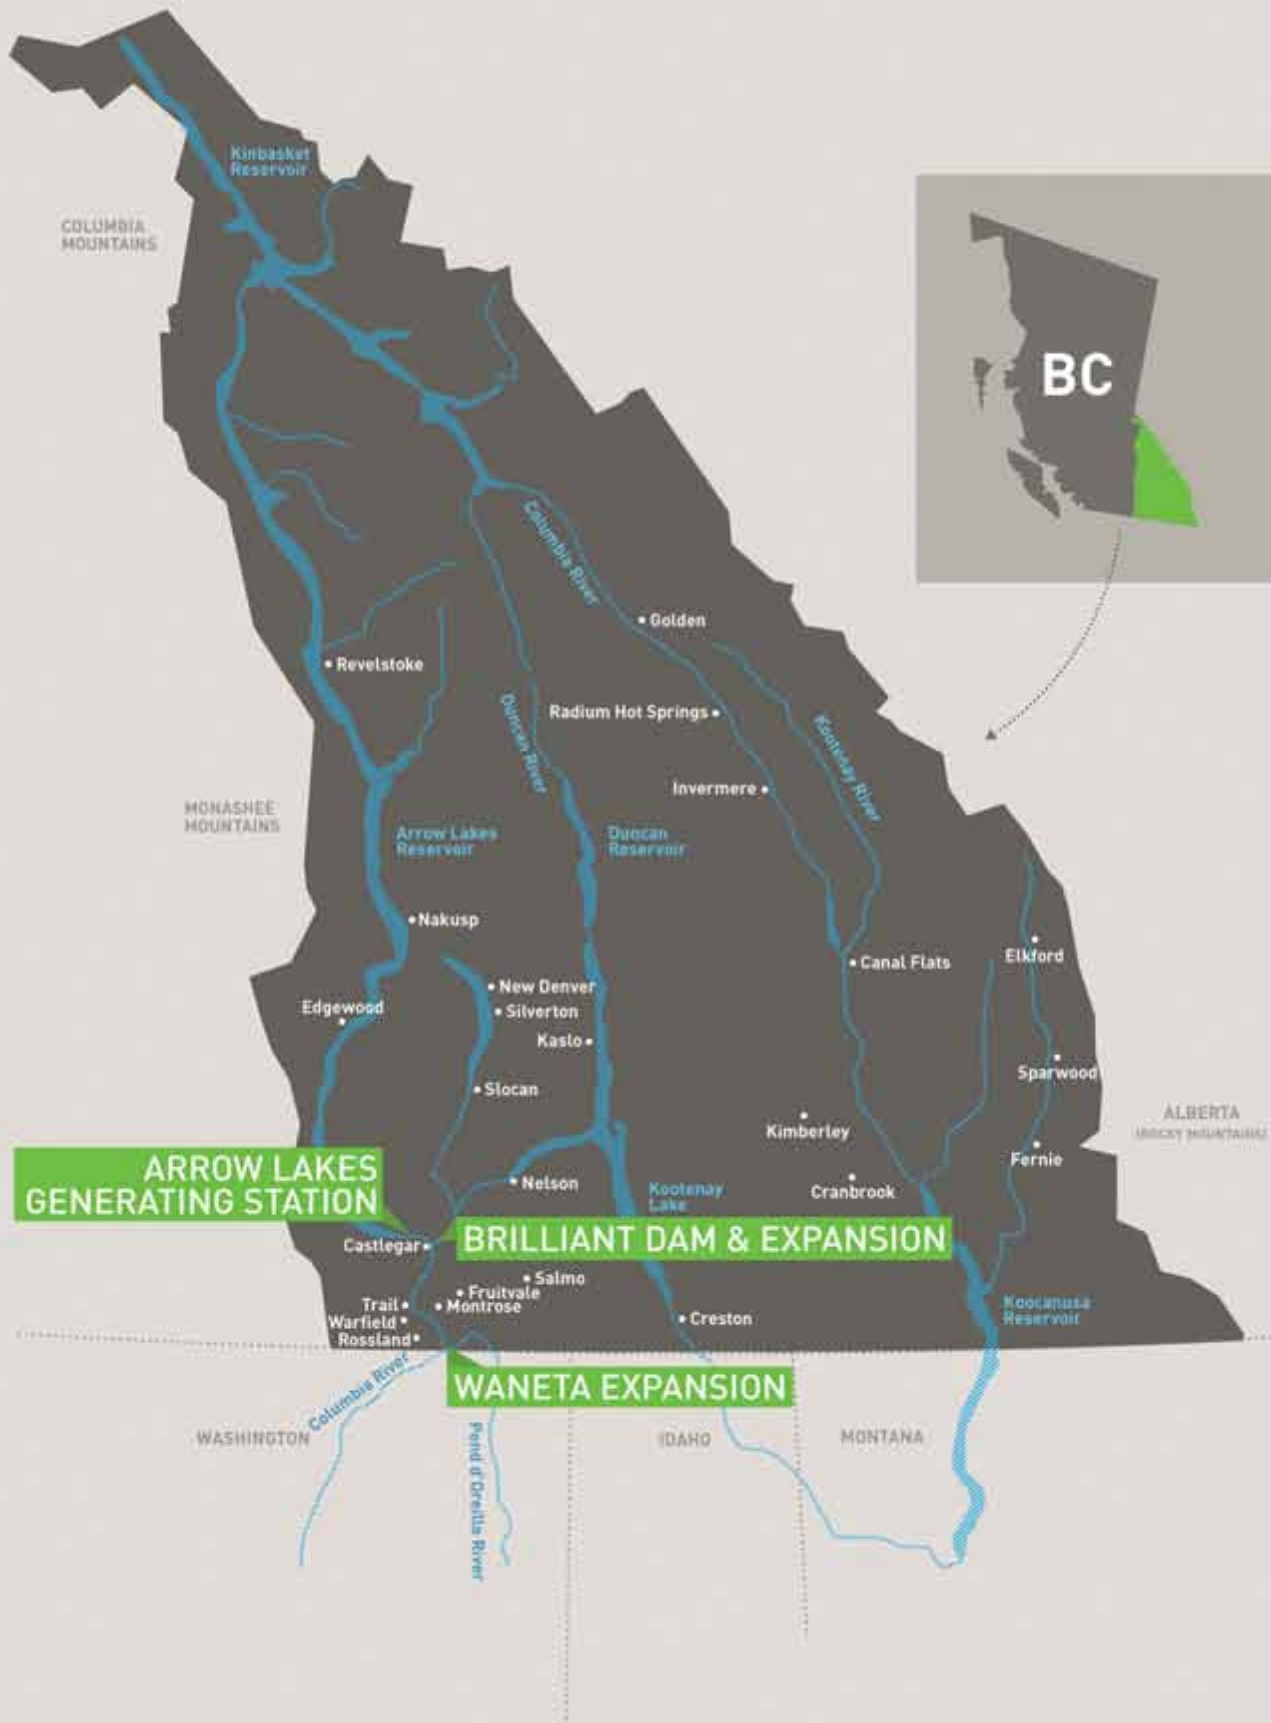 Kinbasket
Reservoir
COLUMBIA
MOUNTAINS
BC
Columbia River
Golden
Revelstoke
Radium Hot Springs
Duncan River
Kootenay River
Invermere
MONASHEE
MOUNTAINS
Arrow Lakes
Reservoir
Duncan
Reservoir
Nakusp
Canal Flats
Elkford
New Denver
Edgewood
Silverton
Kaslo
Sparwood
Slocan
ALBERTA
(ROCKY MOUNTAINS)
Kimberley
Fernie
ARROW LAKES
GENERATING STATION
Nelson
Kootenay
Lake
Cranbrook
Castlegar
BRILLIANT DAM & EXPANSION
Salmo
Fruitvale
Trail
Montrose
Warfield
Rossland
Creston
Koocanusa
Reservoir
WANETA EXPANSION
Columbia River
WASHINGTON
Pend d'Oreille River
IDAHO
MONTANA